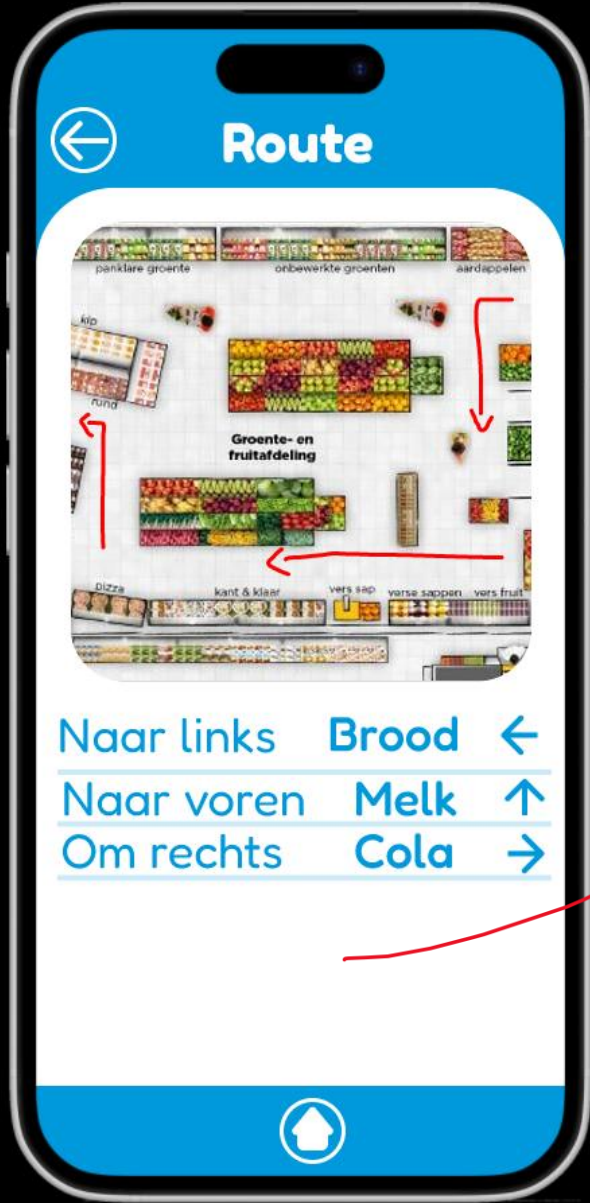 Route
panklare groente onbewerkte groenten aardappelen
kip
rund
Groente- en
fruitafdeling
pizza kant & klaar vers sap verse sappen vers fruit
Naar links Brood ←
Naar voren Melk ↑
Om rechts Cola →